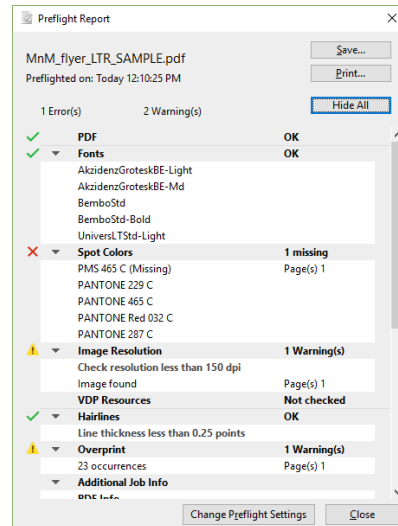 Preflight Report
MnM_flyer_LTR_SAMPLE.pdf
Save...
Preflighted on: Today 12:10:25 PM
Print...
1 Error(s) 2 Warning(s)
Hide All
PDF OK
Fonts OK
AkzidenzGroteskBE-Light
AkzidenzGroteskBE-Md
BemboStd
BemboStd-Bold
UniversLTStd-Light
Spot Colors 1 missing
PMS 465 C (Missing) Page(s) 1
PANTONE 229 C
PANTONE 465 C
PANTONE Red 032 C
PANTONE 287 C
Image Resolution 1 Warning(s)
Check resolution less than 150 dpi
Image found Page(s) 1
VDP Resources Not checked
Hairlines OK
Line thickness less than 0.25 points
Overprint 1 Warning(s)
23 occurrences Page(s) 1
Additional Job Info
PDF Info
Change Preflight Settings Close